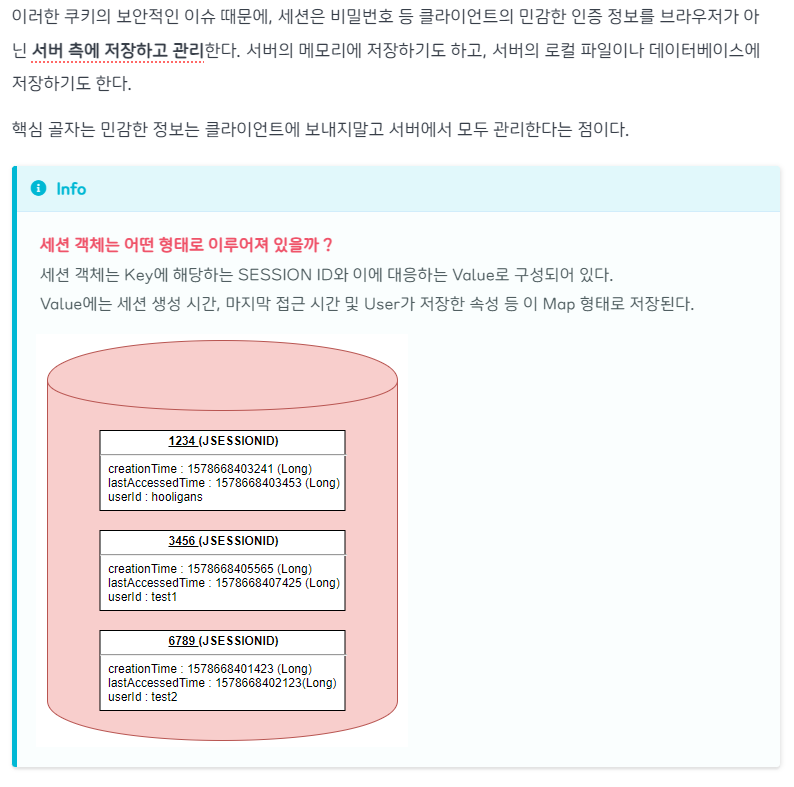 이러한 쿠키의 보안적인 이슈 때문에, 세션은 비밀번호 등 클라이언트의 민감한 인증 정보를 브라우저가 아
닌 서버 측에 저장하고 관리한다. 서버의 메모리에 저장하기도 하고, 서버의 로컬 파일이나 데이터베이스에
저장하기도 한다.
핵심 골자는 민감한 정보는 클라이언트에 보내지말고 서버에서 모두 관리한다는 점이다.
Info
세션 객체는 어떤 형태로 이루어져 있을까 ?
세션 객체는 Key에 해당하는 SESSION ID와 이에 대응하는 Value로 구성되어 있다.
Value에는 세션 생성 시간, 마지막 접근 시간 및 User가 저장한 속성 등 이 Map 형태로 저장된다.
1234 (JSESSIONID)
creationTime : 1578668403241 (Long)
lastAccessedTime : 1578668403453 (Long)
userId : hooligans
3456 (JSESSIONID)
creationTime : 1578668405565 (Long)
lastAccessedTime : 1578668407425 (Long)
userId : test1
6789 (JSESSIONID)
creationTime : 1578668401423 (Long)
lastAccessedTime : 1578668402123(Long)
userId : test2